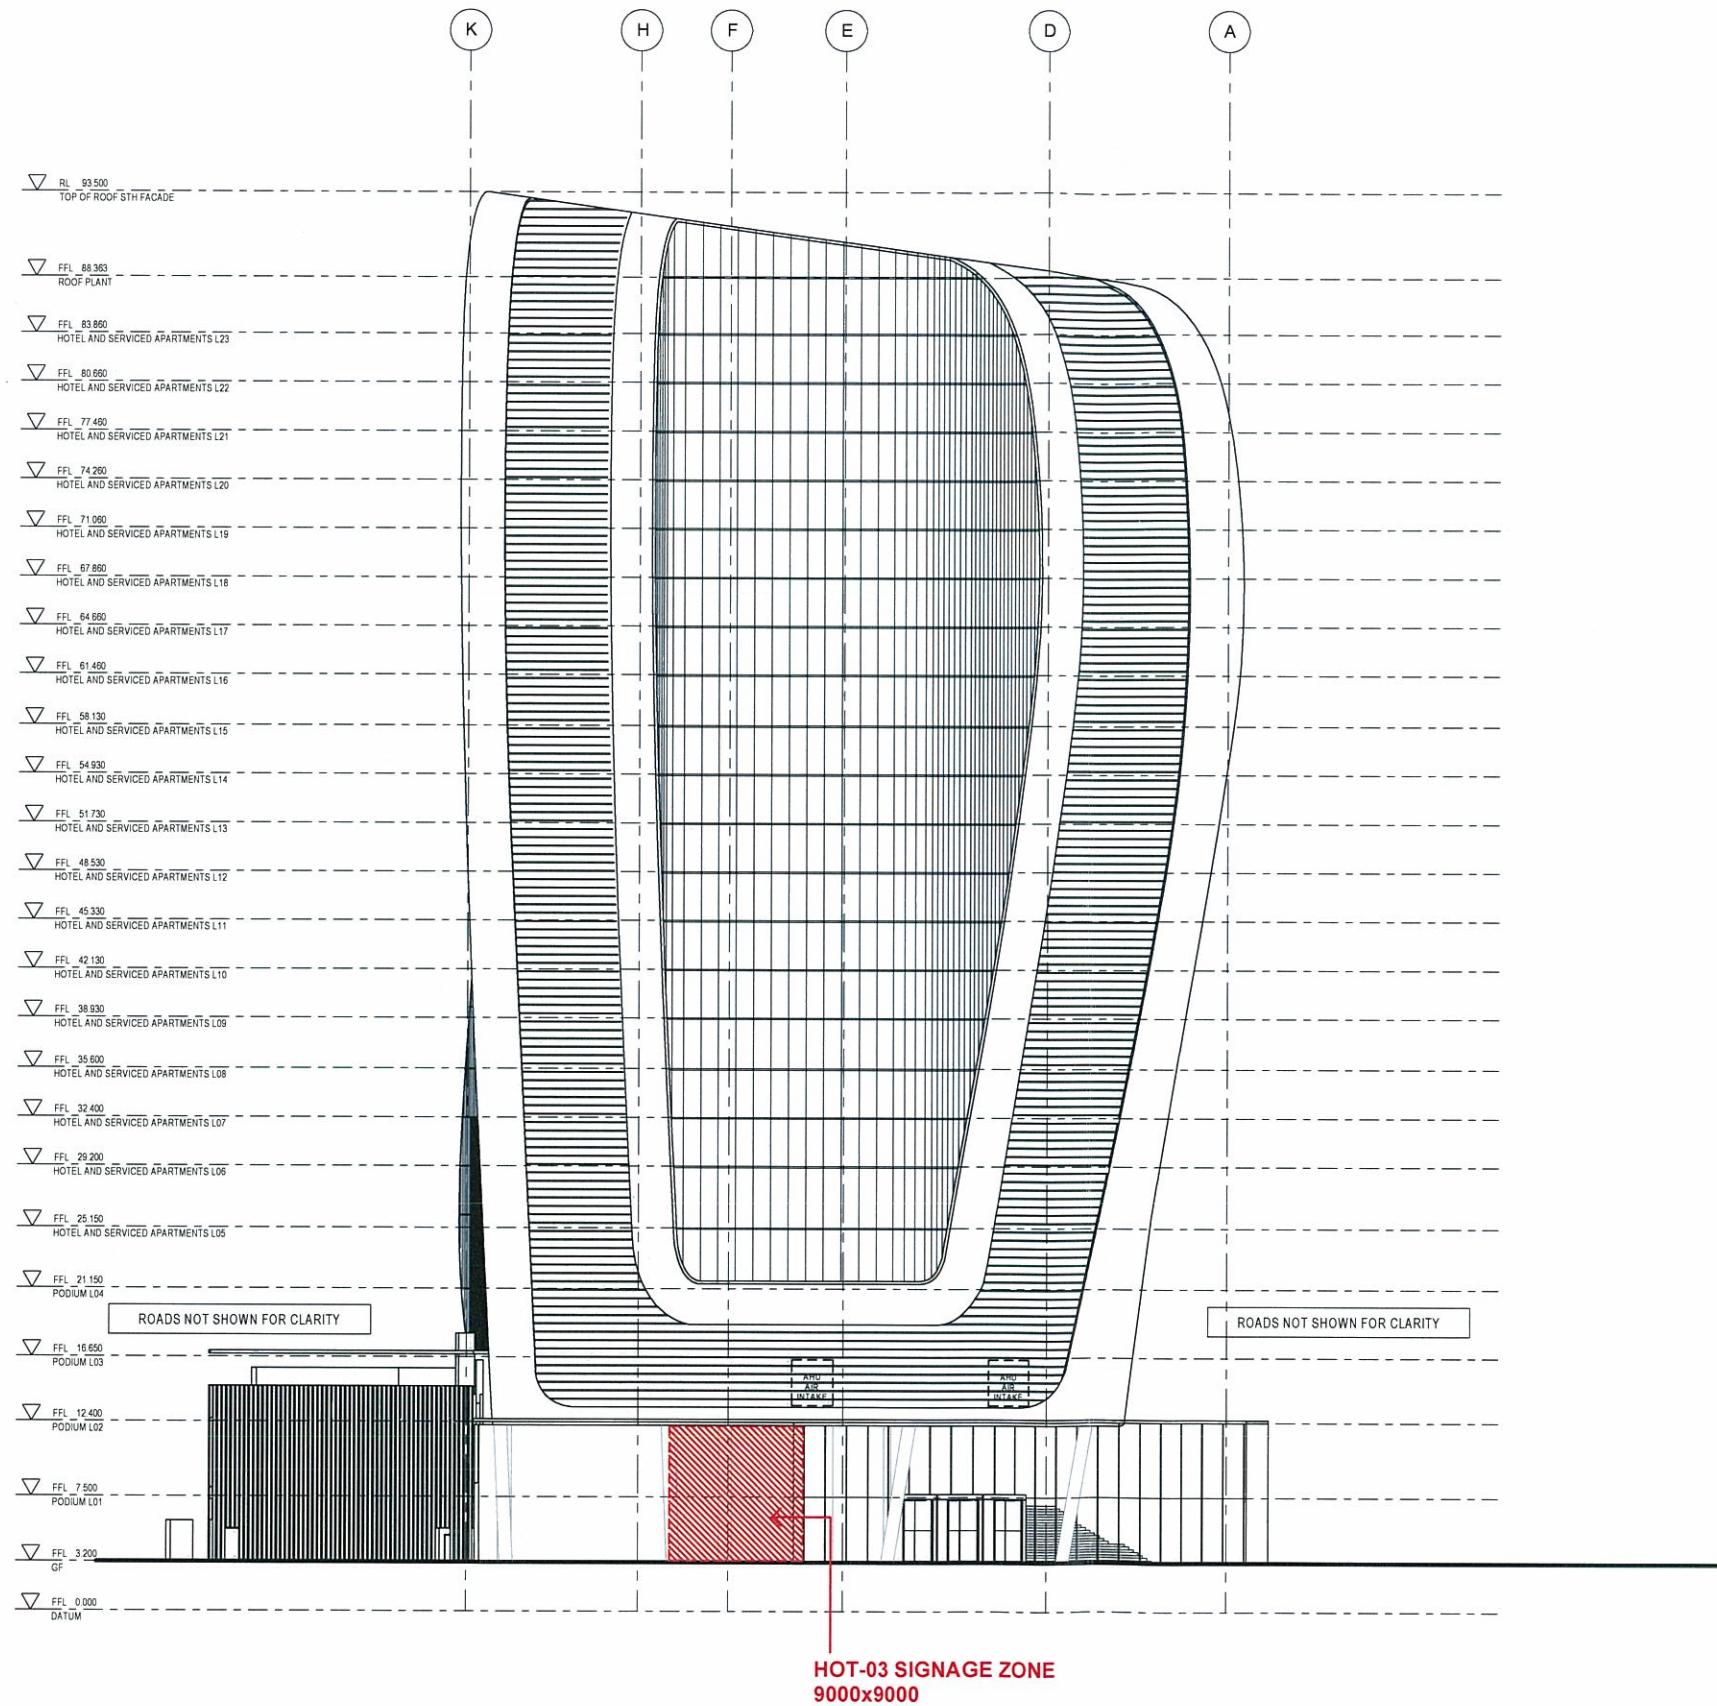 K H F E D A
RL 93.500
TOP OF ROOF STH FACADE
FFL 88.363
ROOF PLANT
FFL 83.860
HOTEL AND SERVICED APARTMENTS L23
FFL 80.660
HOTEL AND SERVICED APARTMENTS L22
FFL 77.460
HOTEL AND SERVICED APARTMENTS L21
FFL 74.260
HOTEL AND SERVICED APARTMENTS L20
FFL 71.060
HOTEL AND SERVICED APARTMENTS L19
FFL 67.860
HOTEL AND SERVICED APARTMENTS L18
FFL 64.660
HOTEL AND SERVICED APARTMENTS L17
FFL 61.460
HOTEL AND SERVICED APARTMENTS L16
FFL 58.130
HOTEL AND SERVICED APARTMENTS L15
FFL 54.930
HOTEL AND SERVICED APARTMENTS L14
FFL 51.730
HOTEL AND SERVICED APARTMENTS L13
FFL 48.530
HOTEL AND SERVICED APARTMENTS L12
FFL 45.330
HOTEL AND SERVICED APARTMENTS L11
FFL 42.130
HOTEL AND SERVICED APARTMENTS L10
FFL 38.930
HOTEL AND SERVICED APARTMENTS L09
FFL 35.600
HOTEL AND SERVICED APARTMENTS L08
FFL 32.400
HOTEL AND SERVICED APARTMENTS L07
FFL 29.200
HOTEL AND SERVICED APARTMENTS L06
FFL 25.150
HOTEL AND SERVICED APARTMENTS L05
FFL 21.150
PODIUM L04
ROADS NOT SHOWN FOR CLARITY
ROADS NOT SHOWN FOR CLARITY
FFL 16.650
PODIUM L03
AHU
AIR
INTAKE
AHU
AIR
INTAKE
FFL 12.400
PODIUM L02
FFL 7.500
PODIUM L01
FFL 3.200
GF
FFL 0.000
DATUM
HOT-03 SIGNAGE ZONE
9000x9000